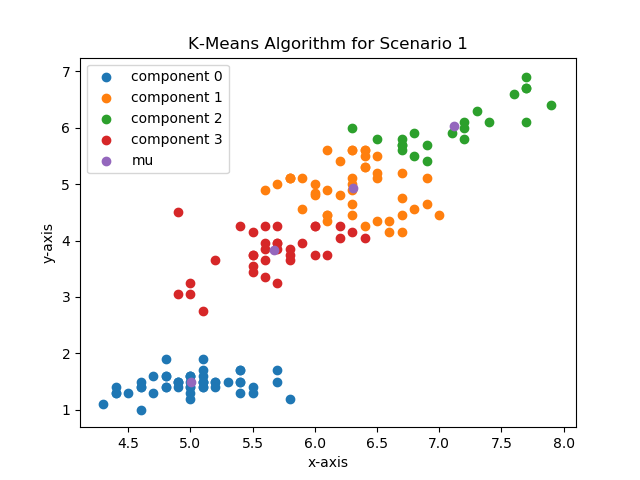 K-Means Algorithm for Scenario 1
component 0
component 1
component 2
component 3
mu
y-axis
7
6
5
4
3
2
1
4.5 5.0 5.5 6.0 6.5 7.0 7.5 8.0
x-axis